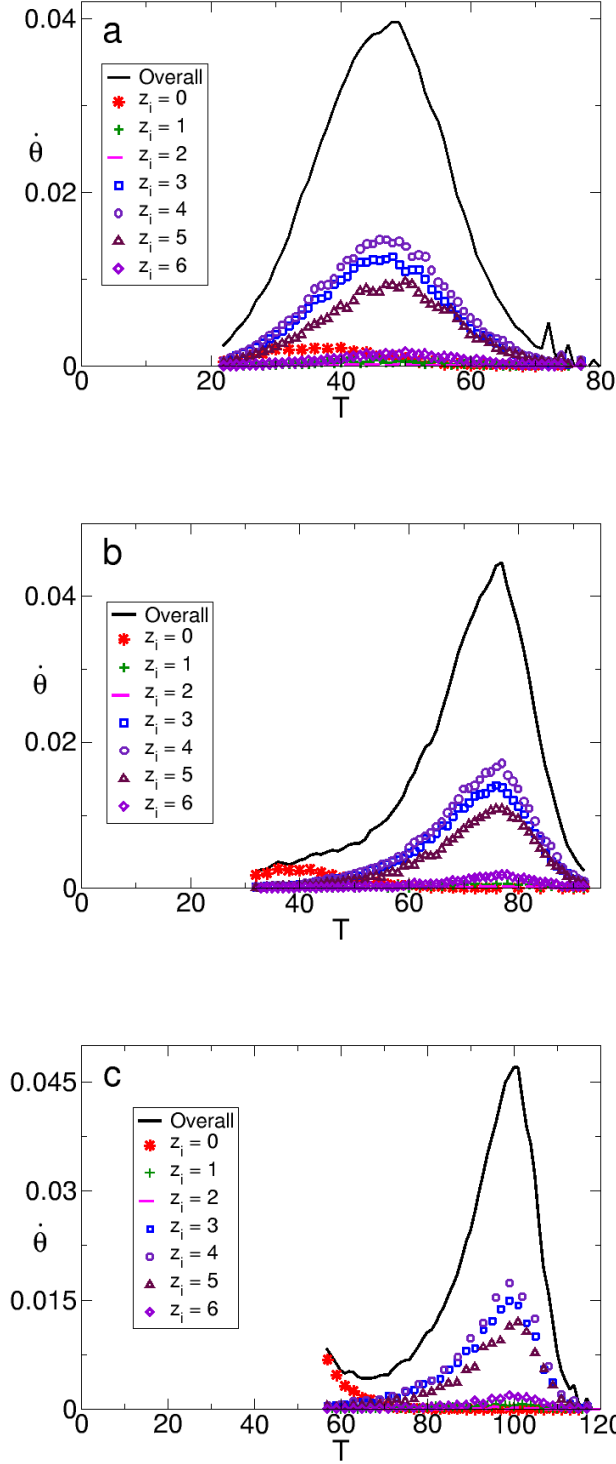 a
0.04
0.02
0
θ̇
Overall
z_i = 0
z_i = 1
z_i = 2
z_i = 3
z_i = 4
z_i = 5
z_i = 6
0 20 40 60 80
T
b
0.04
0.02
0
θ̇
Overall
z_i = 0
z_i = 1
z_i = 2
z_i = 3
z_i = 4
z_i = 5
z_i = 6
0 20 40 60 80
T
c
0.045
0.03
0.015
0
θ̇
Overall
z_i = 0
z_i = 1
z_i = 2
z_i = 3
z_i = 4
z_i = 5
z_i = 6
0 20 40 60 80 100 120
T